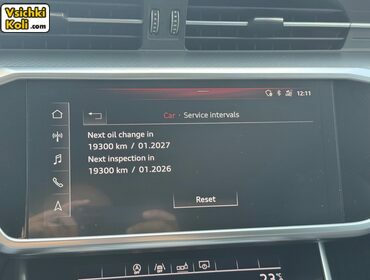 Vsichki
Koli.com
12:11
Car · Service intervals
Next oil change in
19300 km / 01.2027
Next inspection in
19300 km / 01.2026
Reset
23